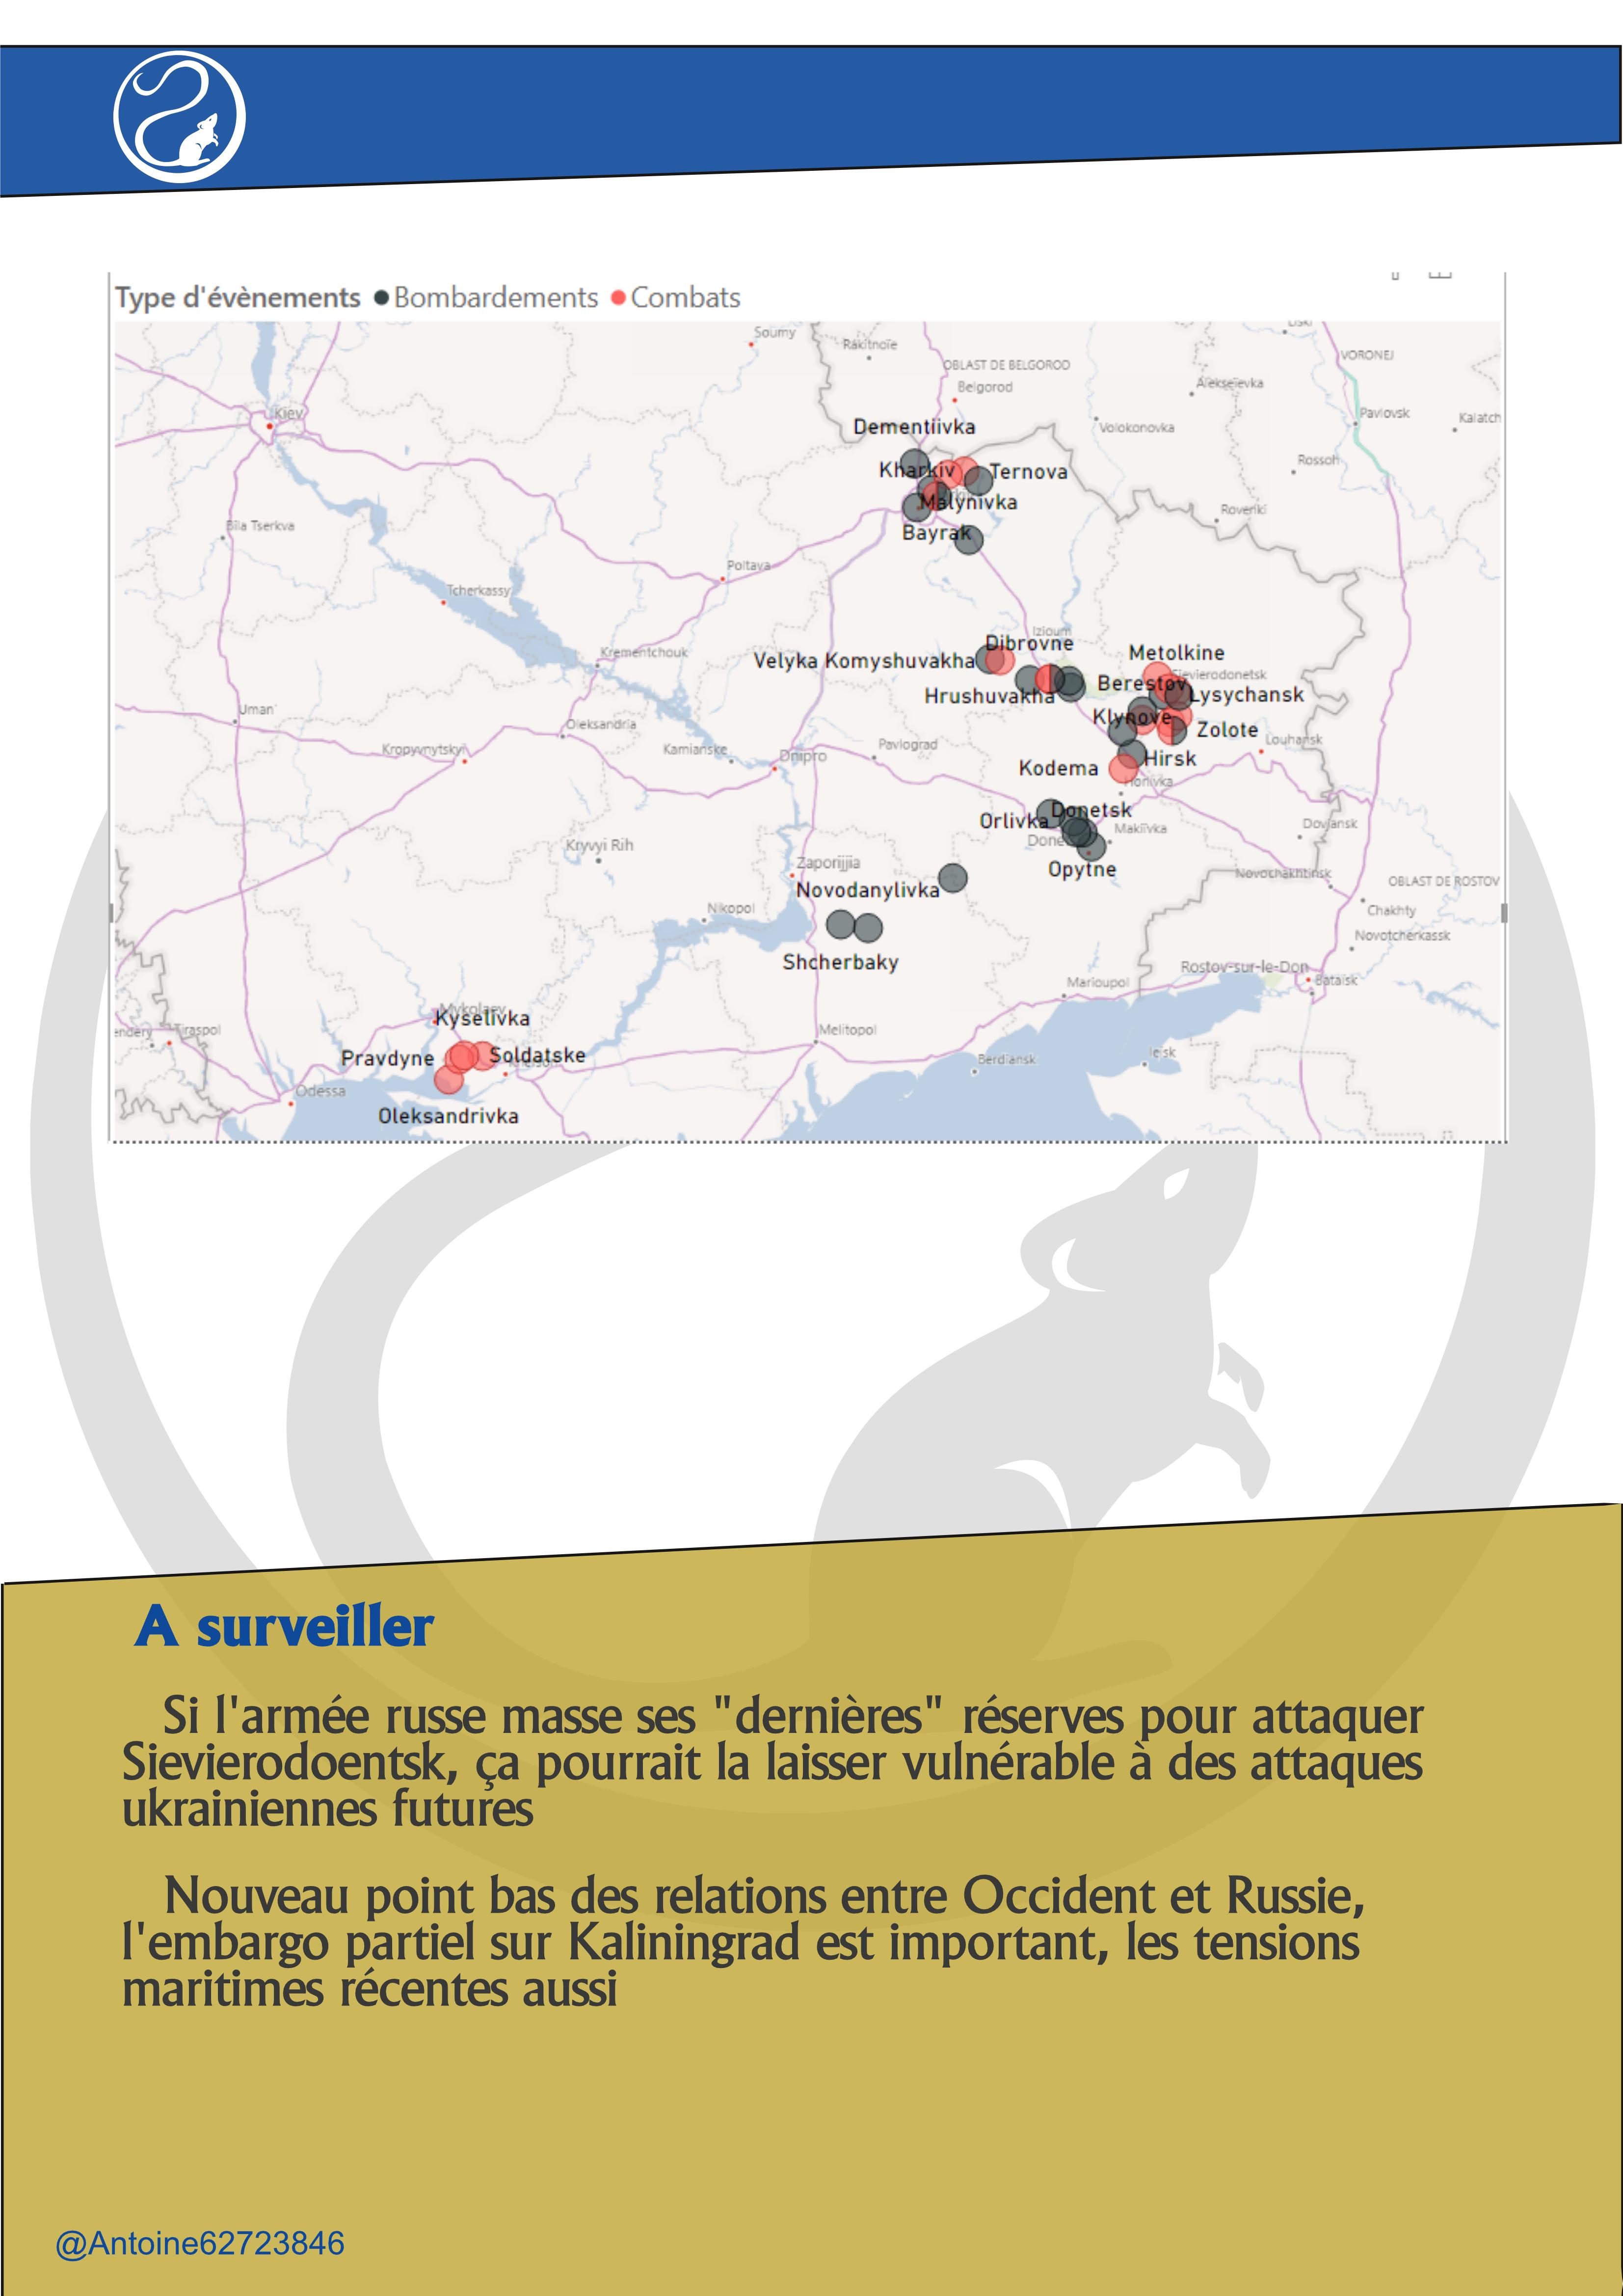 Type d'évènements Bombardements Combats
Soumy
Rakitnoïe
VORONEJ
OBLAST DE BELGOROD
Belgorod
Alekseïevka
Kiev
Pavlovsk
Kalatch
Dementiivka
Volokonovka
Rossoh
Kharkiv
Ternova
Malynivka
Roveriki
Bila Tserkva
Bayrak
Poltava
Tcherkassy
Izioum
Dibrovne
Krementchouk
Velyka Komyshuvakha
Metolkine
Sievierodonetsk
Berestov
Hrushuvakha
Lysychansk
Uman
Klynove
Oleksandria
Zolote
Kropyvnytskyi
Kamianske
Pavlograd
Louhansk
Dnipro
Hirsk
Kodema
Horlivka
Donetsk
Orlivka
Makiïvka
Dovjansk
Kryvyi Rih
Zaporijjia
Opytne
Novochakhtinsk
OBLAST DE ROSTOV
Novodanylivka
Nikopol
Chakhty
Novotcherkassk
Shcherbaky
Rostov-sur-le-Don
Marioupol
Bataïsk
Kyselivka
Tiraspol
Melitopol
Pravdyne
Soldatske
Berdiansk
Ieïsk
Odessa
Oleksandrivka
A surveiller
Si l'armée russe masse ses "dernières" réserves pour attaquer
Sievierodoentsk, ça pourrait la laisser vulnérable à des attaques
ukrainiennes futures
Nouveau point bas des relations entre Occident et Russie,
l'embargo partiel sur Kaliningrad est important, les tensions
maritimes récentes aussi
@Antoine62723846